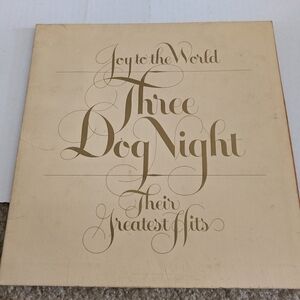 Joy to the World
Three
Dog Night
Their
Greatest Hits